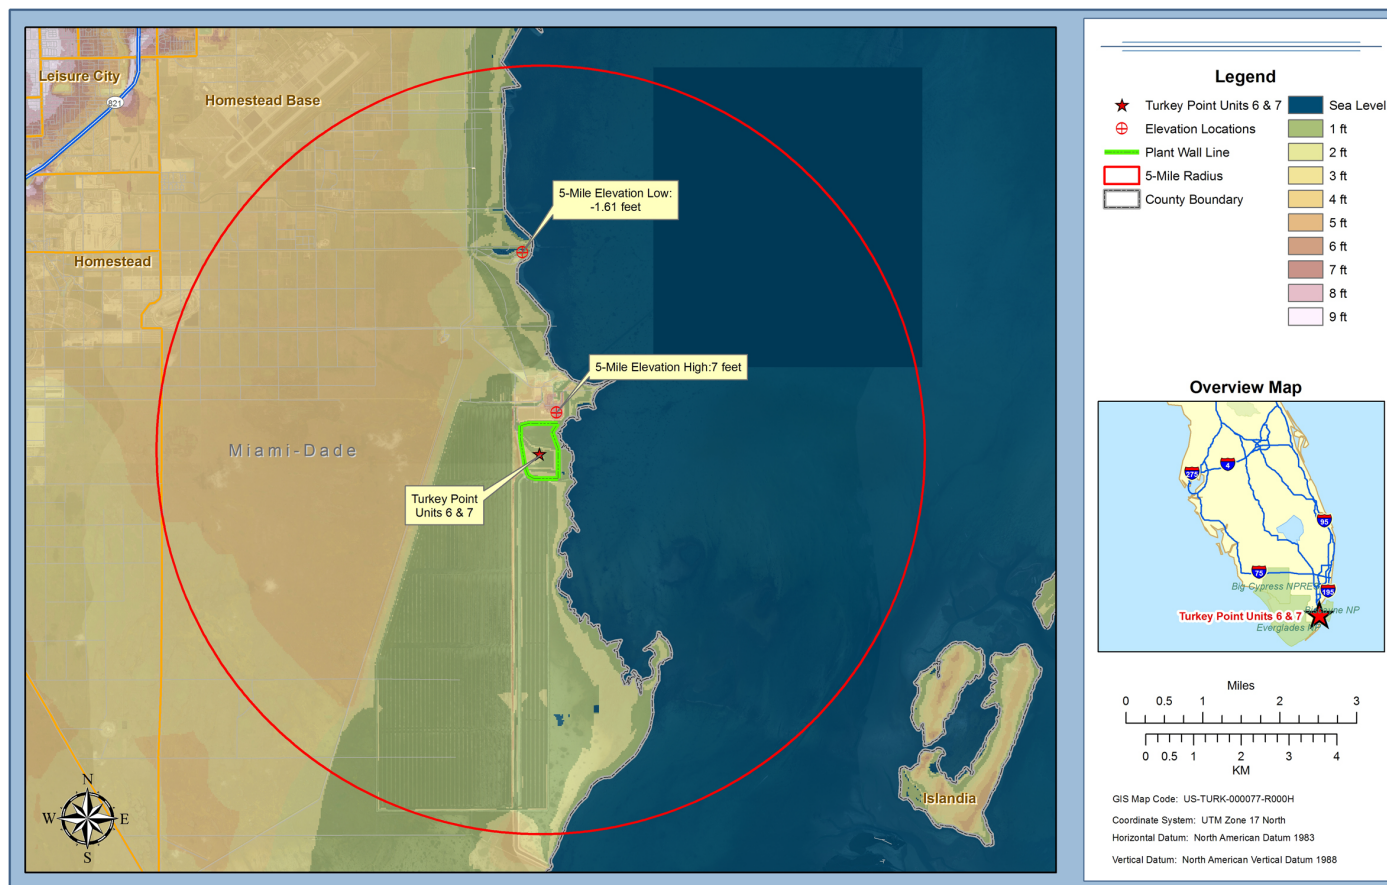 Leisure City
821
Homestead Base
5-Mile Elevation Low:
-1.61 feet
Homestead
5-Mile Elevation High:7 feet
Miami-Dade
Turkey Point
Units 6 & 7
Islandia
N
W E
S
Legend
Turkey Point Units 6 & 7
Elevation Locations
Plant Wall Line
5-Mile Radius
County Boundary
Sea Level
1 ft
2 ft
3 ft
4 ft
5 ft
6 ft
7 ft
8 ft
9 ft
Overview Map
275
4
95
75
Big Cypress NPRE
195
Biscayne NP
Turkey Point Units 6 & 7
Everglades NP
Miles
0 0.5 1 2 3
0 0.5 1 2 3 4
KM
GIS Map Code: US-TURK-000077-R000H
Coordinate System: UTM Zone 17 North
Horizontal Datum: North American Datum 1983
Vertical Datum: North American Vertical Datum 1988